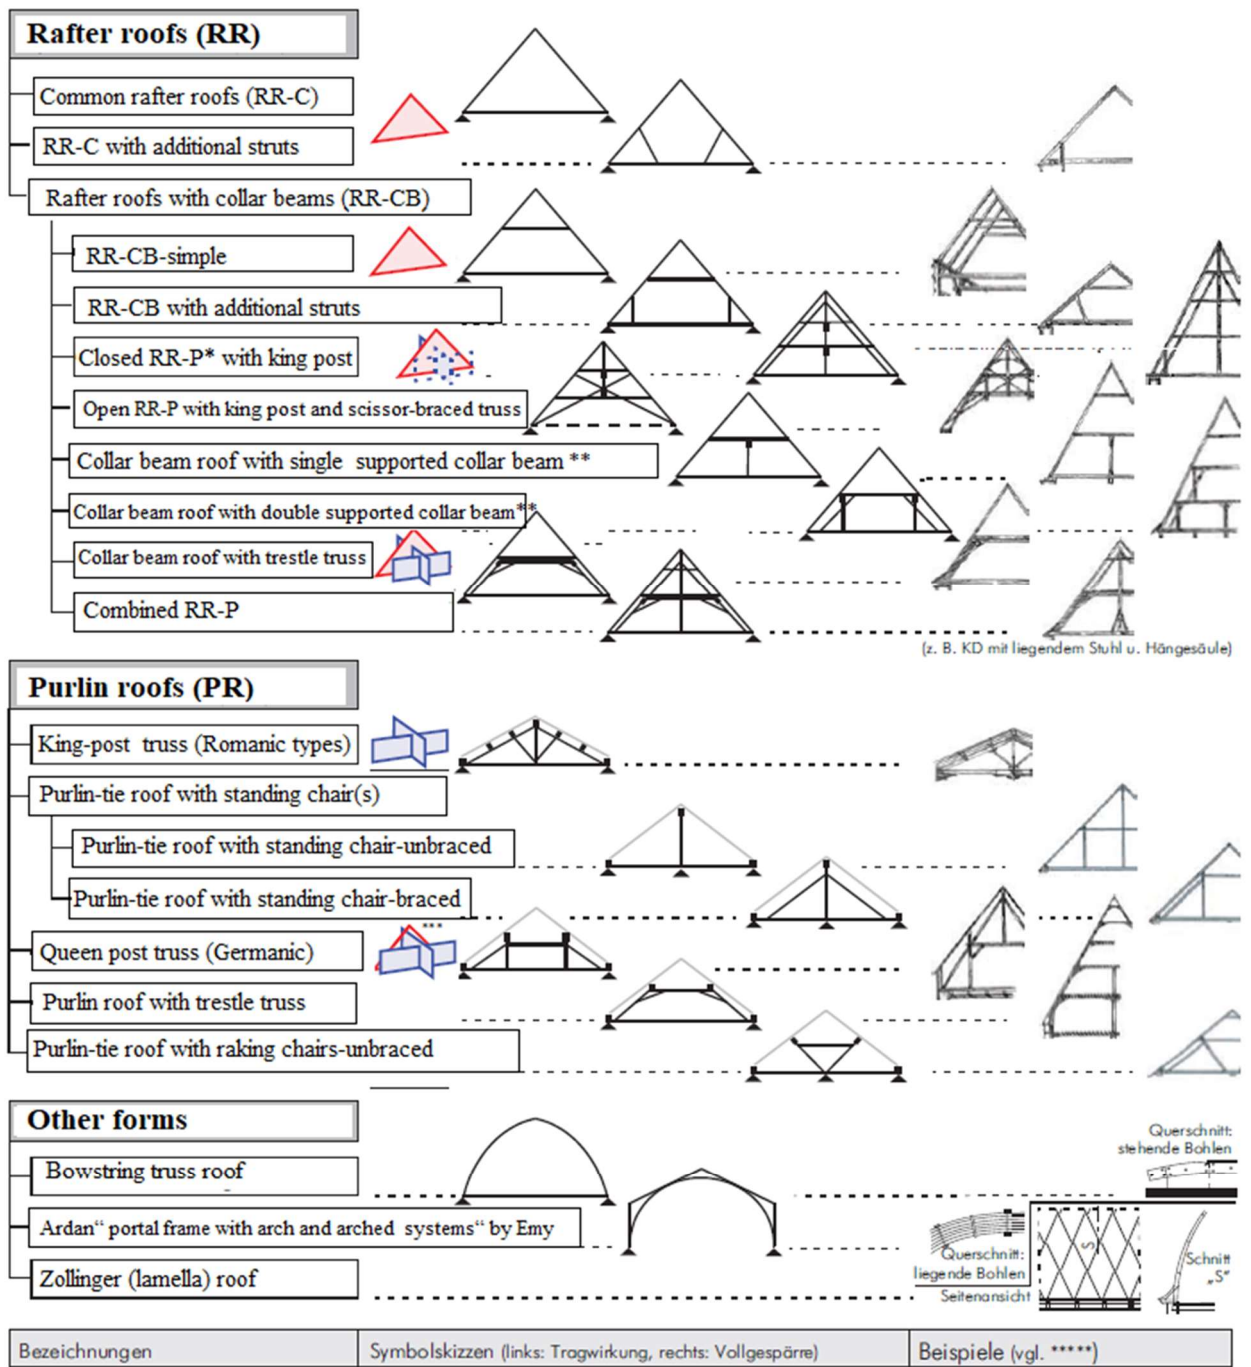 Rafter roofs (RR)
Common rafter roofs (RR-C)
RR-C with additional struts
Rafter roofs with collar beams (RR-CB)
RR-CB-simple
RR-CB with additional struts
Closed RR-P* with king post
Open RR-P with king post and scissor-braced truss
Collar beam roof with single supported collar beam **
Collar beam roof with double supported collar beam**
Collar beam roof with trestle truss
Combined RR-P
(z. B. KD mit liegendem Stuhl u. Hängesäule)
Purlin roofs (PR)
King-post truss (Romanic types)
Purlin-tie roof with standing chair(s)
Purlin-tie roof with standing chair-unbraced
Purlin-tie roof with standing chair-braced
Queen post truss (Germanic)
***
Purlin roof with trestle truss
Purlin-tie roof with raking chairs-unbraced
Other forms
Bowstring truss roof
Querschnitt:
stehende Bohlen
Ardan“ portal frame with arch and arched systems“ by Emy
Zollinger (lamella) roof
Querschnitt:
liegende Bohlen
Seitenansicht
S
Schnitt
„S“
Bezeichnungen
Symbolskizzen (links: Tragwirkung, rechts: Vollgespärre)
Beispiele (vgl. *****)